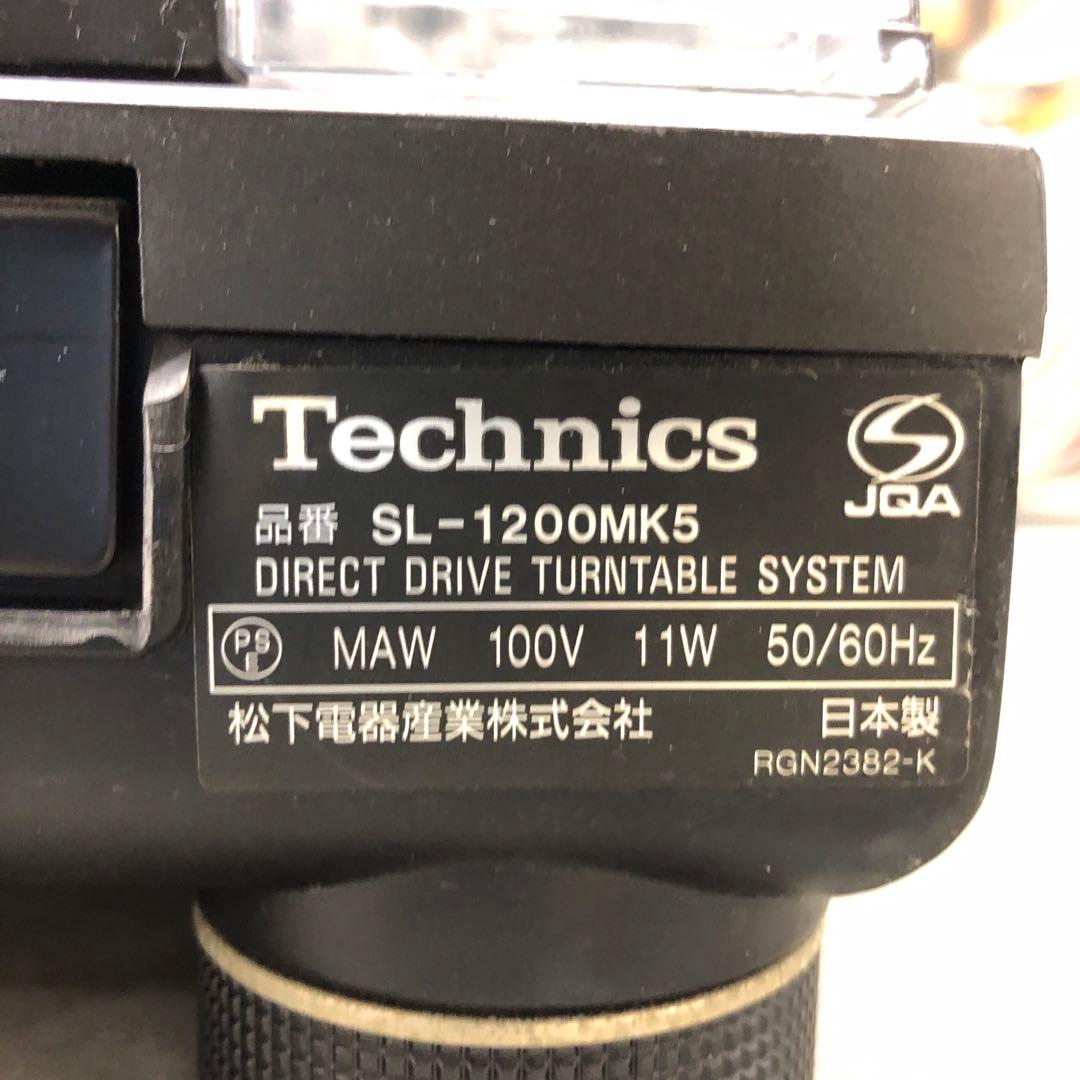 Technics
JQA
品番 SL-1200MK5
DIRECT DRIVE TURNTABLE SYSTEM
PSE MAW 100V 11W 50/60Hz
松下電器産業株式会社 日本製
RGN2382-K